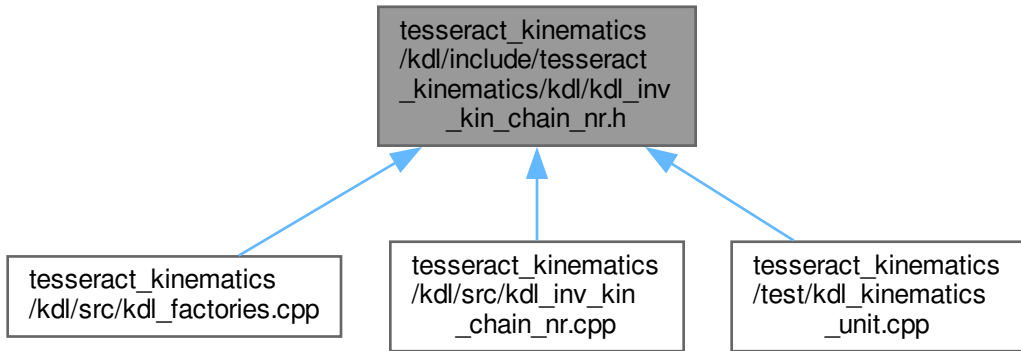 tesseract_kinematics
/kdl/include/tesseract
_kinematics/kdl/kdl_inv
_kin_chain_nr.h
tesseract_kinematics
/kdl/src/kdl_factories.cpp
tesseract_kinematics
/kdl/src/kdl_inv_kin
_chain_nr.cpp
tesseract_kinematics
/test/kdl_kinematics
_unit.cpp